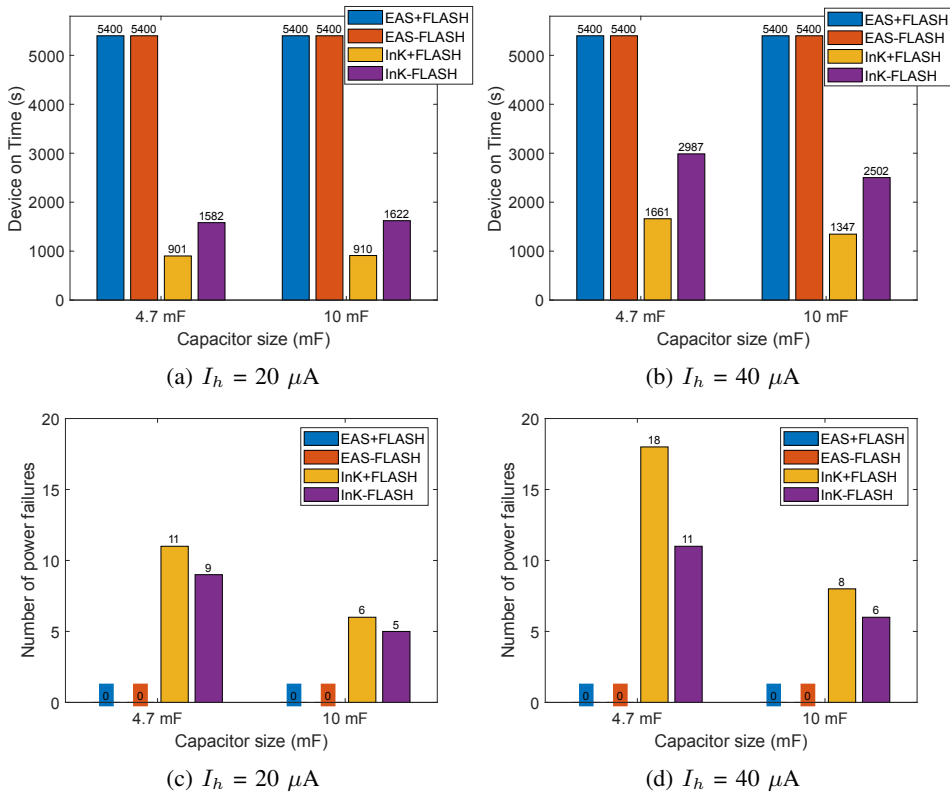 5400 5400 5400 5400
EAS+FLASH
EAS-FLASH
InK+FLASH
InK-FLASH
901 1582 910 1622
5000
4000
3000
2000
1000
0
Device on Time (s)
4.7 mF 10 mF
Capacitor size (mF)
(a) I_h = 20 μA
5400 5400 5400 5400
EAS+FLASH
EAS-FLASH
InK+FLASH
InK-FLASH
1661 2987 1347 2502
5000
4000
3000
2000
1000
0
Device on Time (s)
4.7 mF 10 mF
Capacitor size (mF)
(b) I_h = 40 μA
EAS+FLASH
EAS-FLASH
InK+FLASH
InK-FLASH
0 0 11 9 0 0 6 5
20
15
10
5
0
Number of power failures
4.7 mF 10 mF
Capacitor size (mF)
(c) I_h = 20 μA
EAS+FLASH
EAS-FLASH
InK+FLASH
InK-FLASH
0 0 18 11 0 0 8 6
20
15
10
5
0
Number of power failures
4.7 mF 10 mF
Capacitor size (mF)
(d) I_h = 40 μA